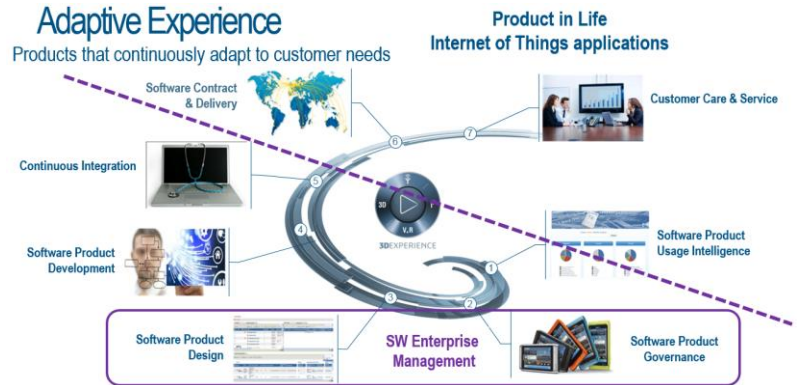 Adaptive Experience
Products that continuously adapt to customer needs
Product in Life
Internet of Things applications
Software Contract
& Delivery
6
7
Customer Care & Service
Continuous Integration
5
3D
V.R
3DEXPERIENCE
4
Software Product
Development
1
Software Product
Usage Intelligence
3
2
Software Product
Design
SW Enterprise
Management
Software Product
Governance